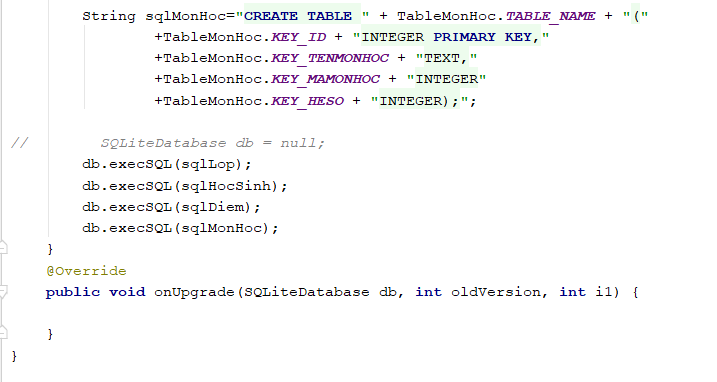 String sqlMonHoc="CREATE TABLE " + TableMonHoc.TABLE_NAME + "("
+TableMonHoc.KEY_ID + "INTEGER PRIMARY KEY,"
+TableMonHoc.KEY_TENMONHOC + "TEXT,"
+TableMonHoc.KEY_MAMONHOC + "INTEGER"
+TableMonHoc.KEY_HESO + "INTEGER);";
// SQLiteDatabase db = null;
db.execSQL(sqlLop);
db.execSQL(sqlHocSinh);
db.execSQL(sqlDiem);
db.execSQL(sqlMonHoc);
}
@Override
public void onUpgrade(SQLiteDatabase db, int oldVersion, int i1) {
}
}